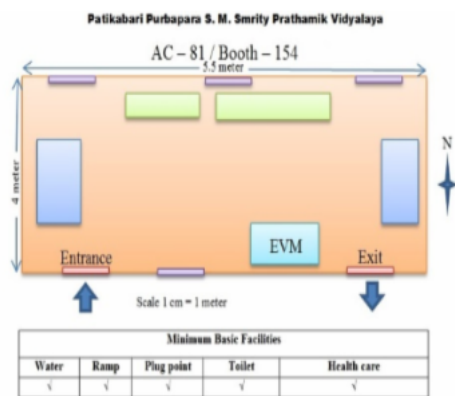 Patikabari Purbapara S. M. Smrity Prathamik Vidyalaya
AC – 81 / Booth – 154
5.5 meter
4 meter
N
EVM
Entrance
Exit
Scale 1 cm = 1 meter
Minimum Basic Facilities
Water Ramp Plug point Toilet Health care
√ √ √ √ √